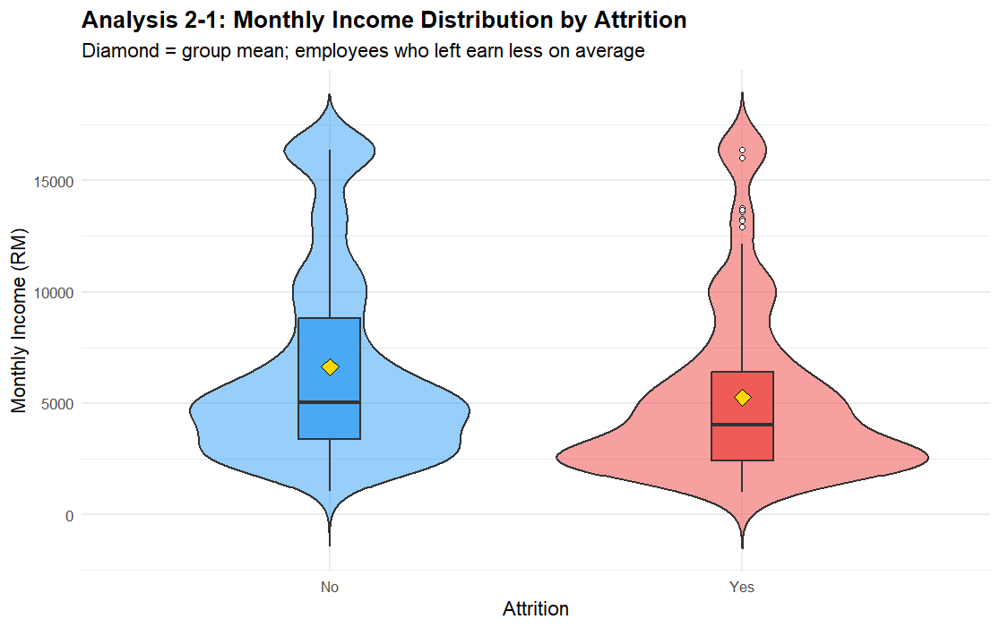 Analysis 2-1: Monthly Income Distribution by Attrition
Diamond = group mean; employees who left earn less on average
Monthly Income (RM)
15000
10000
5000
0
No
Yes
Attrition